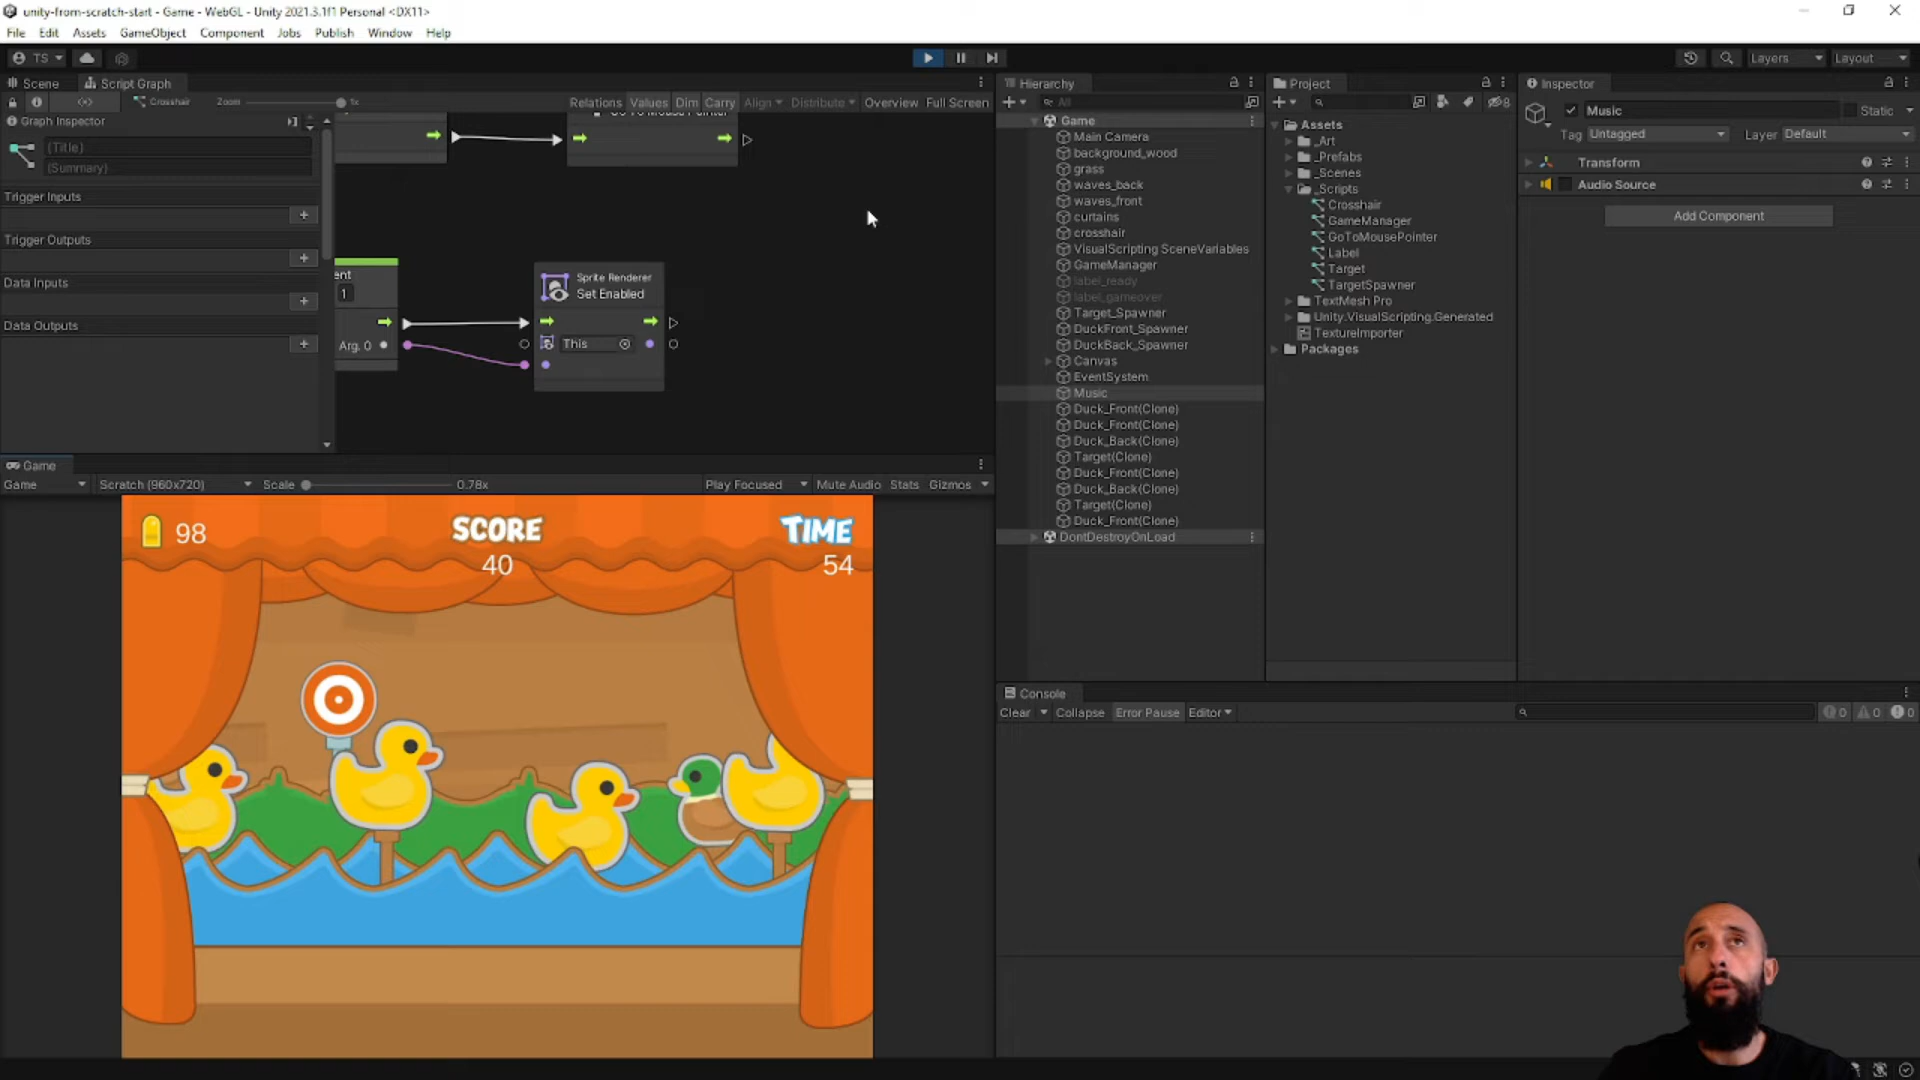 unity-from-scratch-start - Game - WebGL - Unity 2021.3.1f1 Personal <DX11>
File Edit Assets GameObject Component Jobs Publish Window Help
TS
Layers
Layout
Scene
Script Graph
Crosshair
Zoom
1x
Relations
Values
Dim
Carry
Align
Distribute
Overview
Full Screen
Graph Inspector
(Title)
(Summary)
Trigger Inputs
Trigger Outputs
Data Inputs
Data Outputs
1
Arg. 0
Sprite Renderer
Set Enabled
This
Game
Game
Scratch (960x720)
Scale
0.78x
Play Focused
Mute Audio
Stats
Gizmos
98
SCORE
40
TIME
54
Hierarchy
All
Game
Main Camera
background_wood
grass
waves_back
waves_front
curtains
crosshair
VisualScripting SceneVariables
GameManager
label_ready
label_gameover
Target_Spawner
DuckFront_Spawner
DuckBack_Spawner
Canvas
EventSystem
Music
Duck_Front(Clone)
Duck_Front(Clone)
Duck_Back(Clone)
Target(Clone)
Duck_Front(Clone)
Duck_Back(Clone)
Target(Clone)
Duck_Front(Clone)
DontDestroyOnLoad
Project
8
Assets
_Art
_Prefabs
_Scenes
_Scripts
Crosshair
GameManager
GoToMousePointer
Label
Target
TargetSpawner
TextMesh Pro
Unity.VisualScripting.Generated
TextureImporter
Packages
Inspector
Music
Static
Tag Untagged
Layer Default
Transform
Audio Source
Add Component
Console
Clear
Collapse
Error Pause
Editor
0
0
0